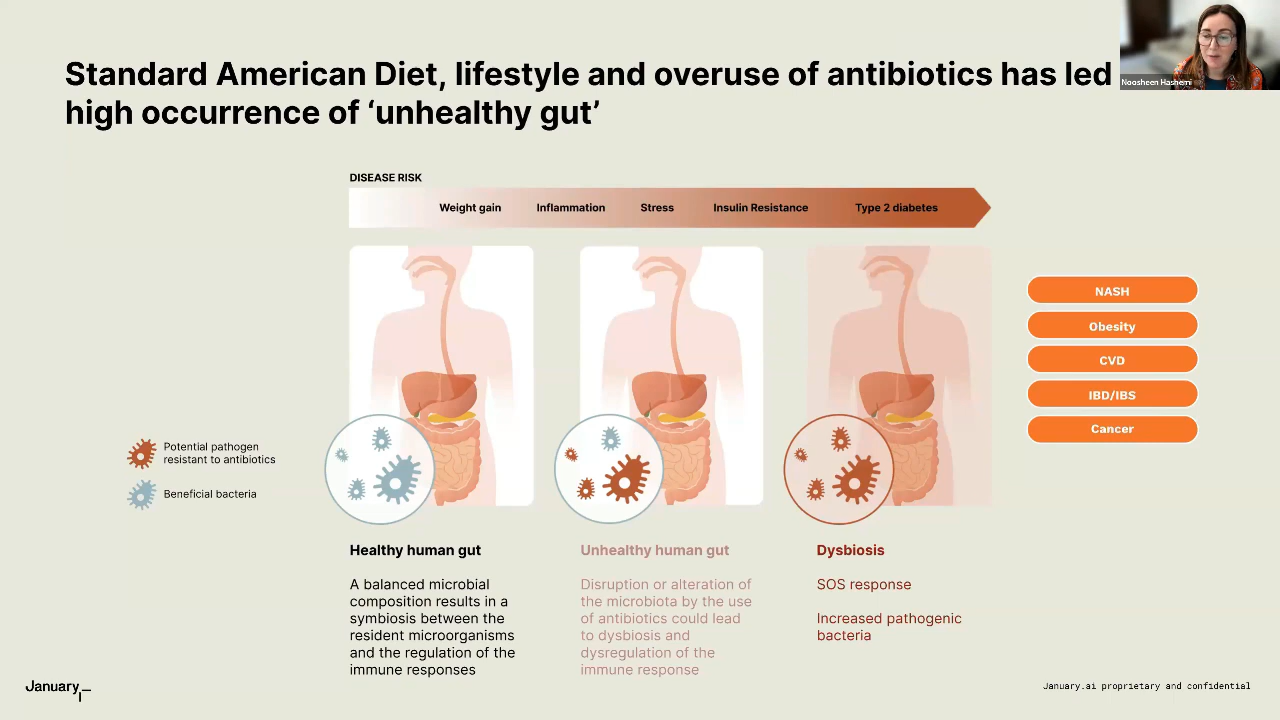 Standard American Diet, lifestyle and overuse of antibiotics has led
high occurrence of ‘unhealthy gut’
Noosheen Hashemi
DISEASE RISK
Weight gain
Inflammation
Stress
Insulin Resistance
Type 2 diabetes
NASH
Obesity
CVD
IBD/IBS
Cancer
Potential pathogen
resistant to antibiotics
Beneficial bacteria
Healthy human gut
A balanced microbial
composition results in a
symbiosis between the
resident microorganisms
and the regulation of the
immune responses
Unhealthy human gut
Disruption or alteration of
the microbiota by the use
of antibiotics could lead
to dysbiosis and
dysregulation of the
immune response
Dysbiosis
SOS response
Increased pathogenic
bacteria
January
January.ai proprietary and confidential